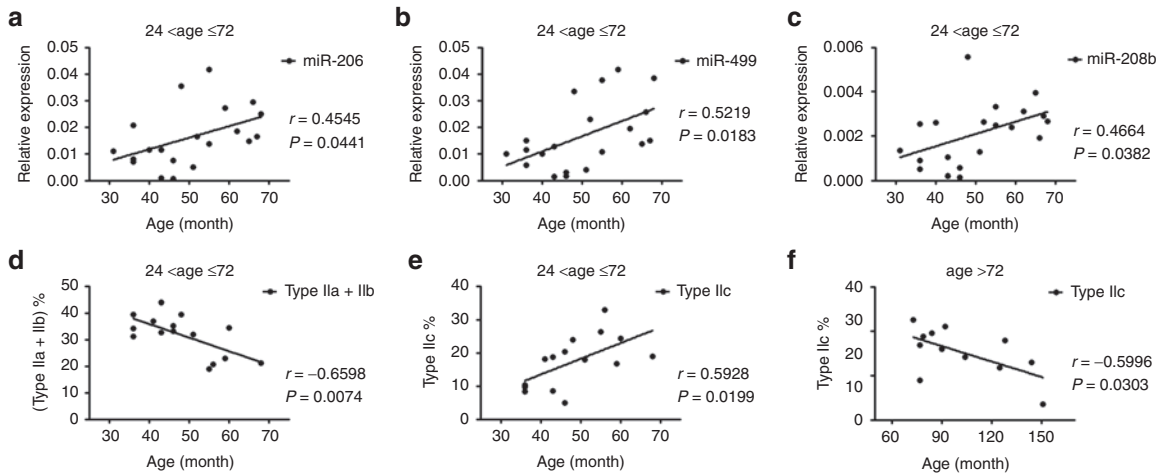 a
24 <age ≤72
Relative expression
0.05
0.04
0.03
0.02
0.01
0.00
30 40 50 60 70
Age (month)
miR-206
r = 0.4545
P = 0.0441
b
24 <age ≤72
Relative expression
0.05
0.04
0.03
0.02
0.01
0.00
30 40 50 60 70
Age (month)
miR-499
r = 0.5219
P = 0.0183
c
24 <age ≤72
Relative expression
0.006
0.004
0.002
0.000
30 40 50 60 70
Age (month)
miR-208b
r = 0.4664
P = 0.0382
d
24 <age ≤72
(Type IIa + IIb) %
50
40
30
20
10
0
30 40 50 60 70
Age (month)
Type IIa + IIb
r = −0.6598
P = 0.0074
e
24 <age ≤72
Type IIc %
40
30
20
10
0
30 40 50 60 70
Age (month)
Type IIc
r = 0.5928
P = 0.0199
f
age >72
Type IIc %
40
30
20
10
0
60 90 120 150
Age (month)
Type IIc
r = −0.5996
P = 0.0303